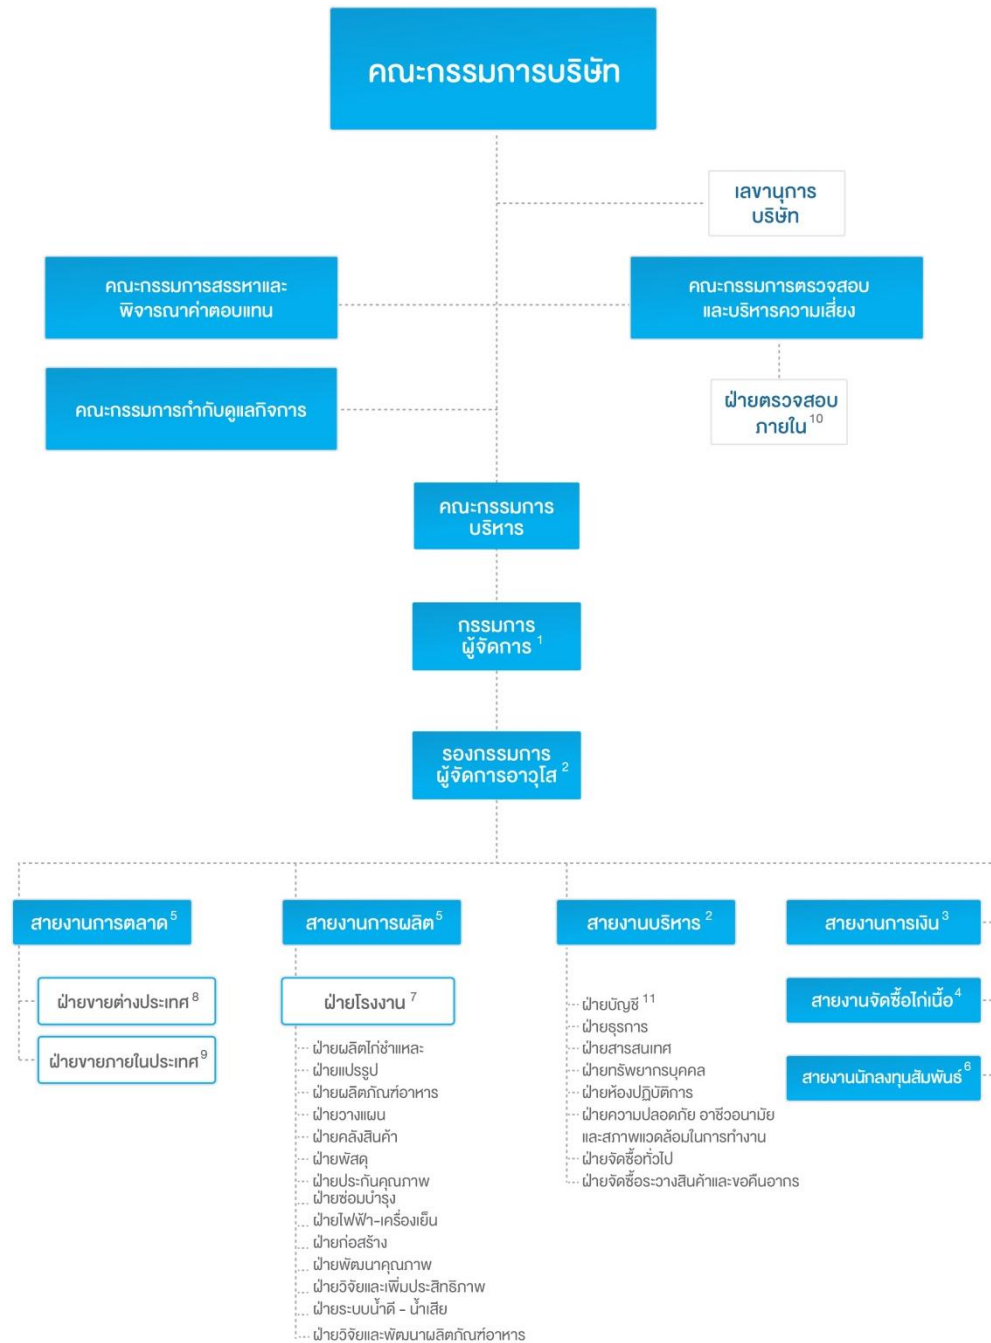 คณะกรรมการบริษัท
เลขานุการ
บริษัท
คณะกรรมการสรรหาและ
พิจารณาค่าตอบแทน
คณะกรรมการตรวจสอบ
และบริหารความเสี่ยง
คณะกรรมการกำกับดูแลกิจการ
ฝ่ายตรวจสอบ
ภายใน 10
คณะกรรมการ
บริหาร
กรรมการ
ผู้จัดการ 1
รองกรรมการ
ผู้จัดการอาวุโส 2
สายงานการตลาด 5
ฝ่ายขายต่างประเทศ 8
ฝ่ายขายภายในประเทศ 9
สายงานการผลิต 5
ฝ่ายโรงงาน 7
ฝ่ายผลิตไก่ชำแหละ
ฝ่ายแปรรูป
ฝ่ายผลิตภัณฑ์อาหาร
ฝ่ายวางแผน
ฝ่ายคลังสินค้า
ฝ่ายพัสดุ
ฝ่ายประกันคุณภาพ
ฝ่ายซ่อมบำรุง
ฝ่ายไฟฟ้า-เครื่องเย็น
ฝ่ายก่อสร้าง
ฝ่ายพัฒนาคุณภาพ
ฝ่ายวิจัยและเพิ่มประสิทธิภาพ
ฝ่ายระบบน้ำดี - น้ำเสีย
ฝ่ายวิจัยและพัฒนาผลิตภัณฑ์อาหาร
สายงานบริหาร 2
ฝ่ายบัญชี 11
ฝ่ายธุรการ
ฝ่ายสารสนเทศ
ฝ่ายทรัพยากรบุคคล
ฝ่ายห้องปฏิบัติการ
ฝ่ายความปลอดภัย อาชีวอนามัย
และสภาพแวดล้อมในการทำงาน
ฝ่ายจัดซื้อทั่วไป
ฝ่ายจัดซื้อระวางสินค้าและขอคืนอากร
สายงานการเงิน 3
สายงานจัดซื้อไก่เนื้อ 4
สายงานนักลงทุนสัมพันธ์ 6